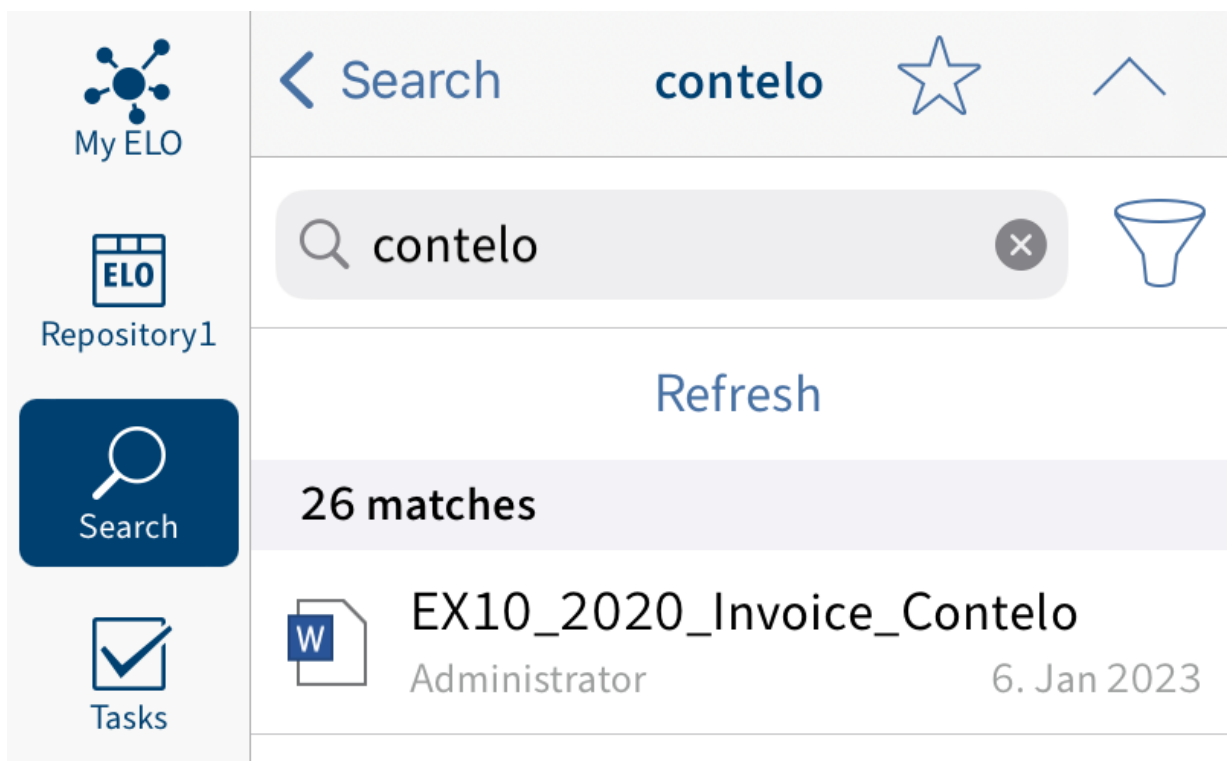 My ELO
ELO
Repository1
Search
Tasks
Search contelo
contelo
Refresh
26 matches
W
EX10_2020_Invoice_Contelo
Administrator 6. Jan 2023